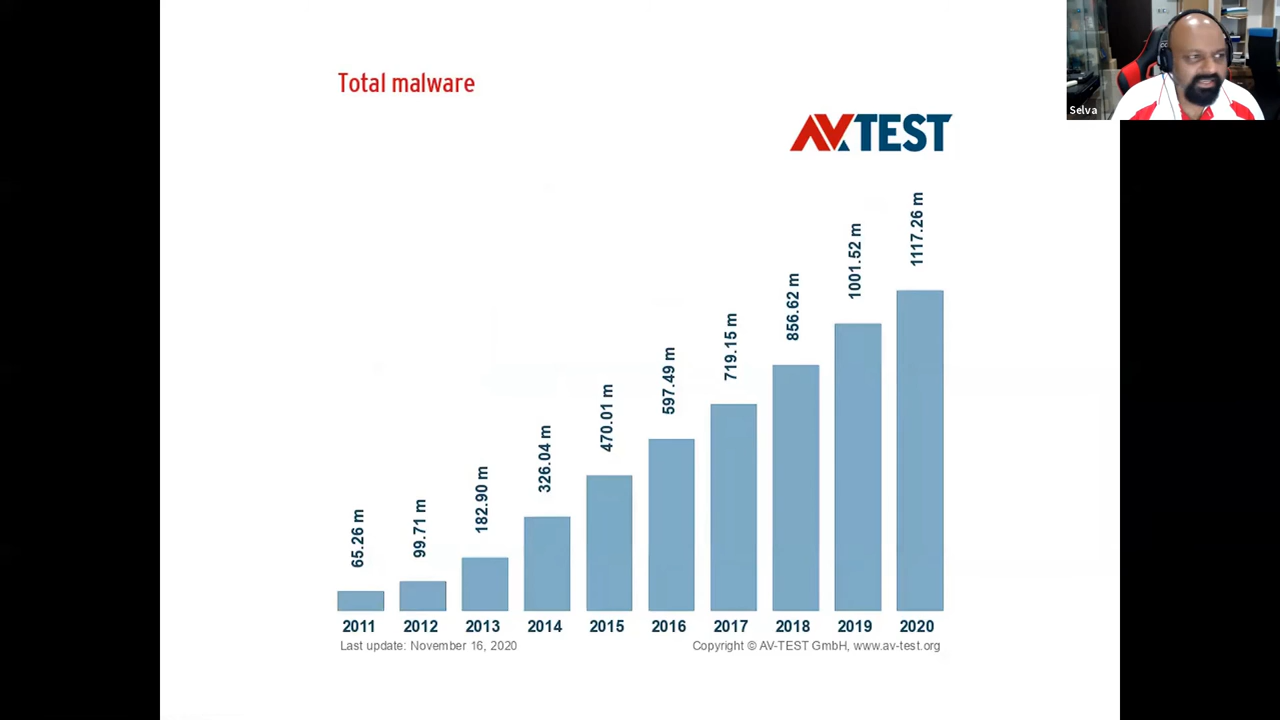 Total malware
Selva
AVTEST
1117.26 m
1001.52 m
856.62 m
719.15 m
597.49 m
470.01 m
326.04 m
182.90 m
99.71 m
65.26 m
2011 2012 2013 2014 2015 2016 2017 2018 2019 2020
Last update: November 16, 2020 Copyright © AV-TEST GmbH, www.av-test.org